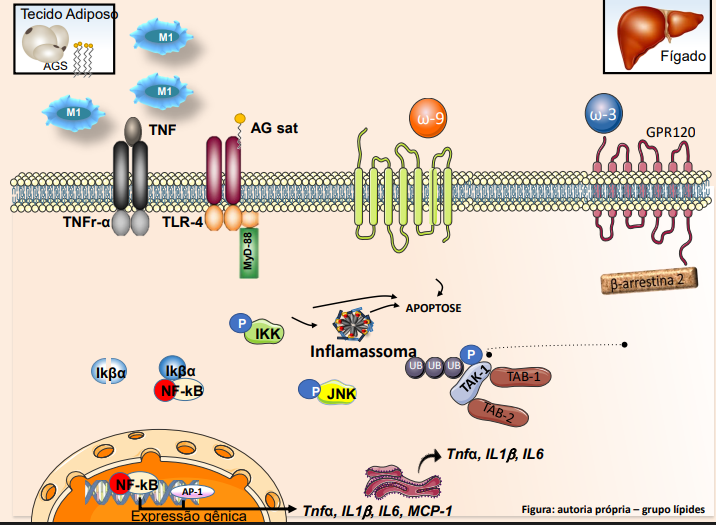 Tecido Adiposo
AGS
M1
M1
M1
Fígado
TNF
AG sat
ω-9
ω-3
GPR120
TNFr-α
TLR-4
MyD-88
β-arrestina 2
P
IKK
APOPTOSE
Inflamassoma
Ikβα
Ikβα
NF-kB
P
JNK
UB UB UB
P
TAK-1
TAB-1
TAB-2
Tnfα, IL1β, IL6
NF-kB
AP-1
Expressão gênica
Tnfα, IL1β, IL6, MCP-1
Figura: autoria própria – grupo lípides